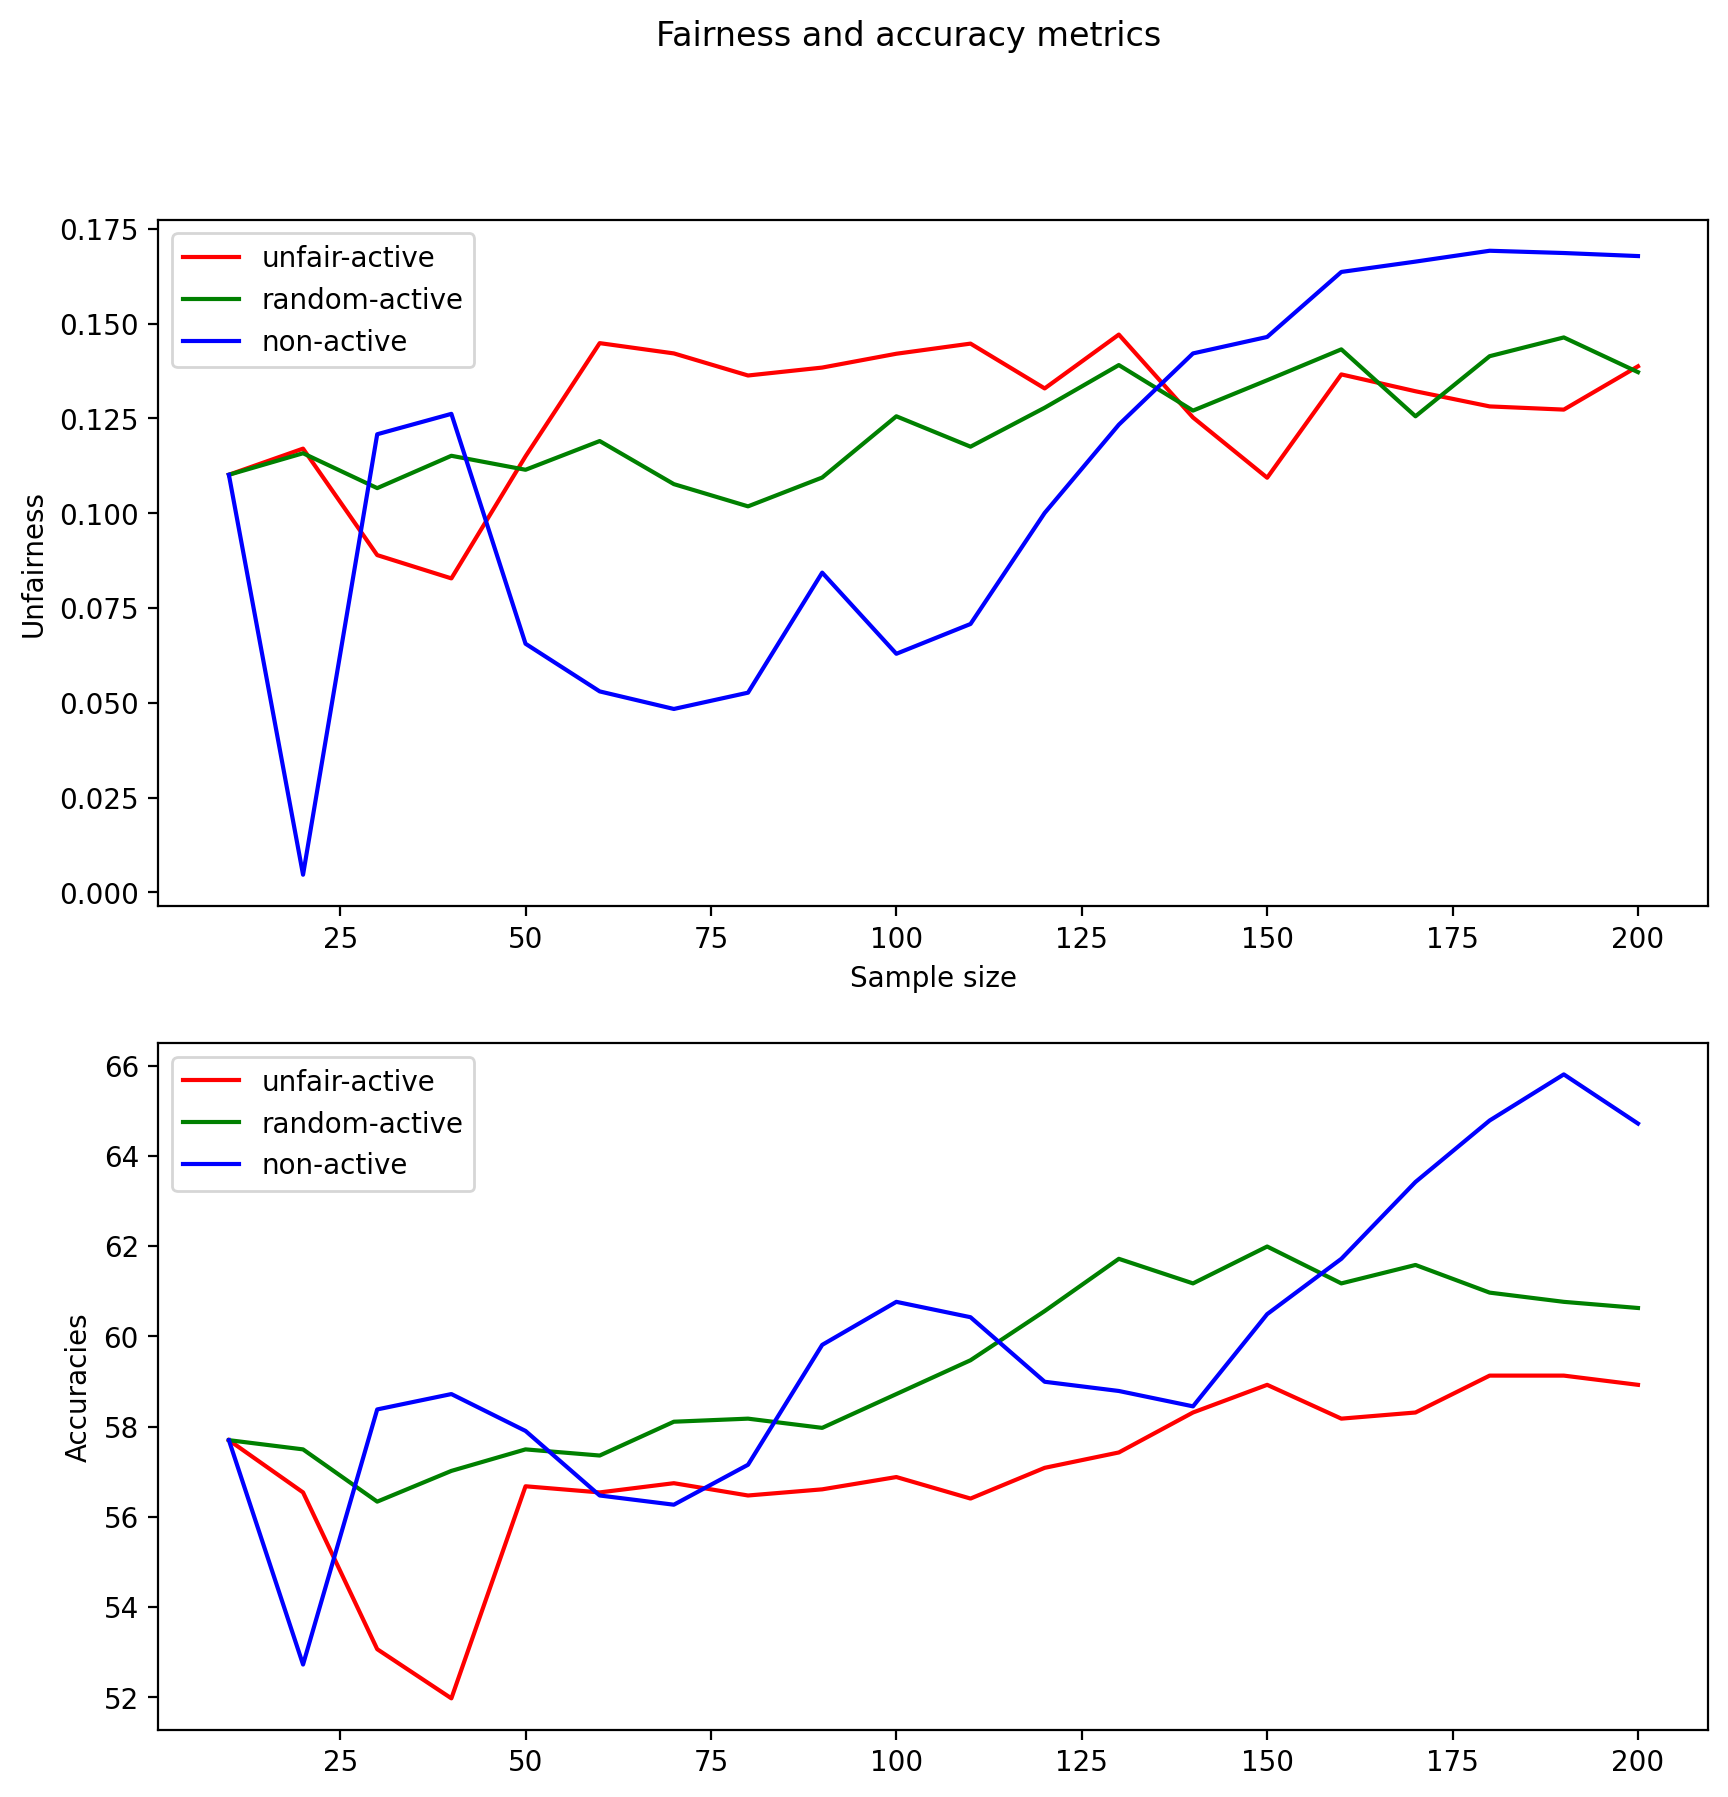 Fairness and accuracy metrics
0.175
0.150
0.125
0.100
0.075
0.050
0.025
0.000
Unfairness
unfair-active
random-active
non-active
25 50 75 100 125 150 175 200
Sample size
66
64
62
60
58
56
54
52
Accuracies
unfair-active
random-active
non-active
25 50 75 100 125 150 175 200